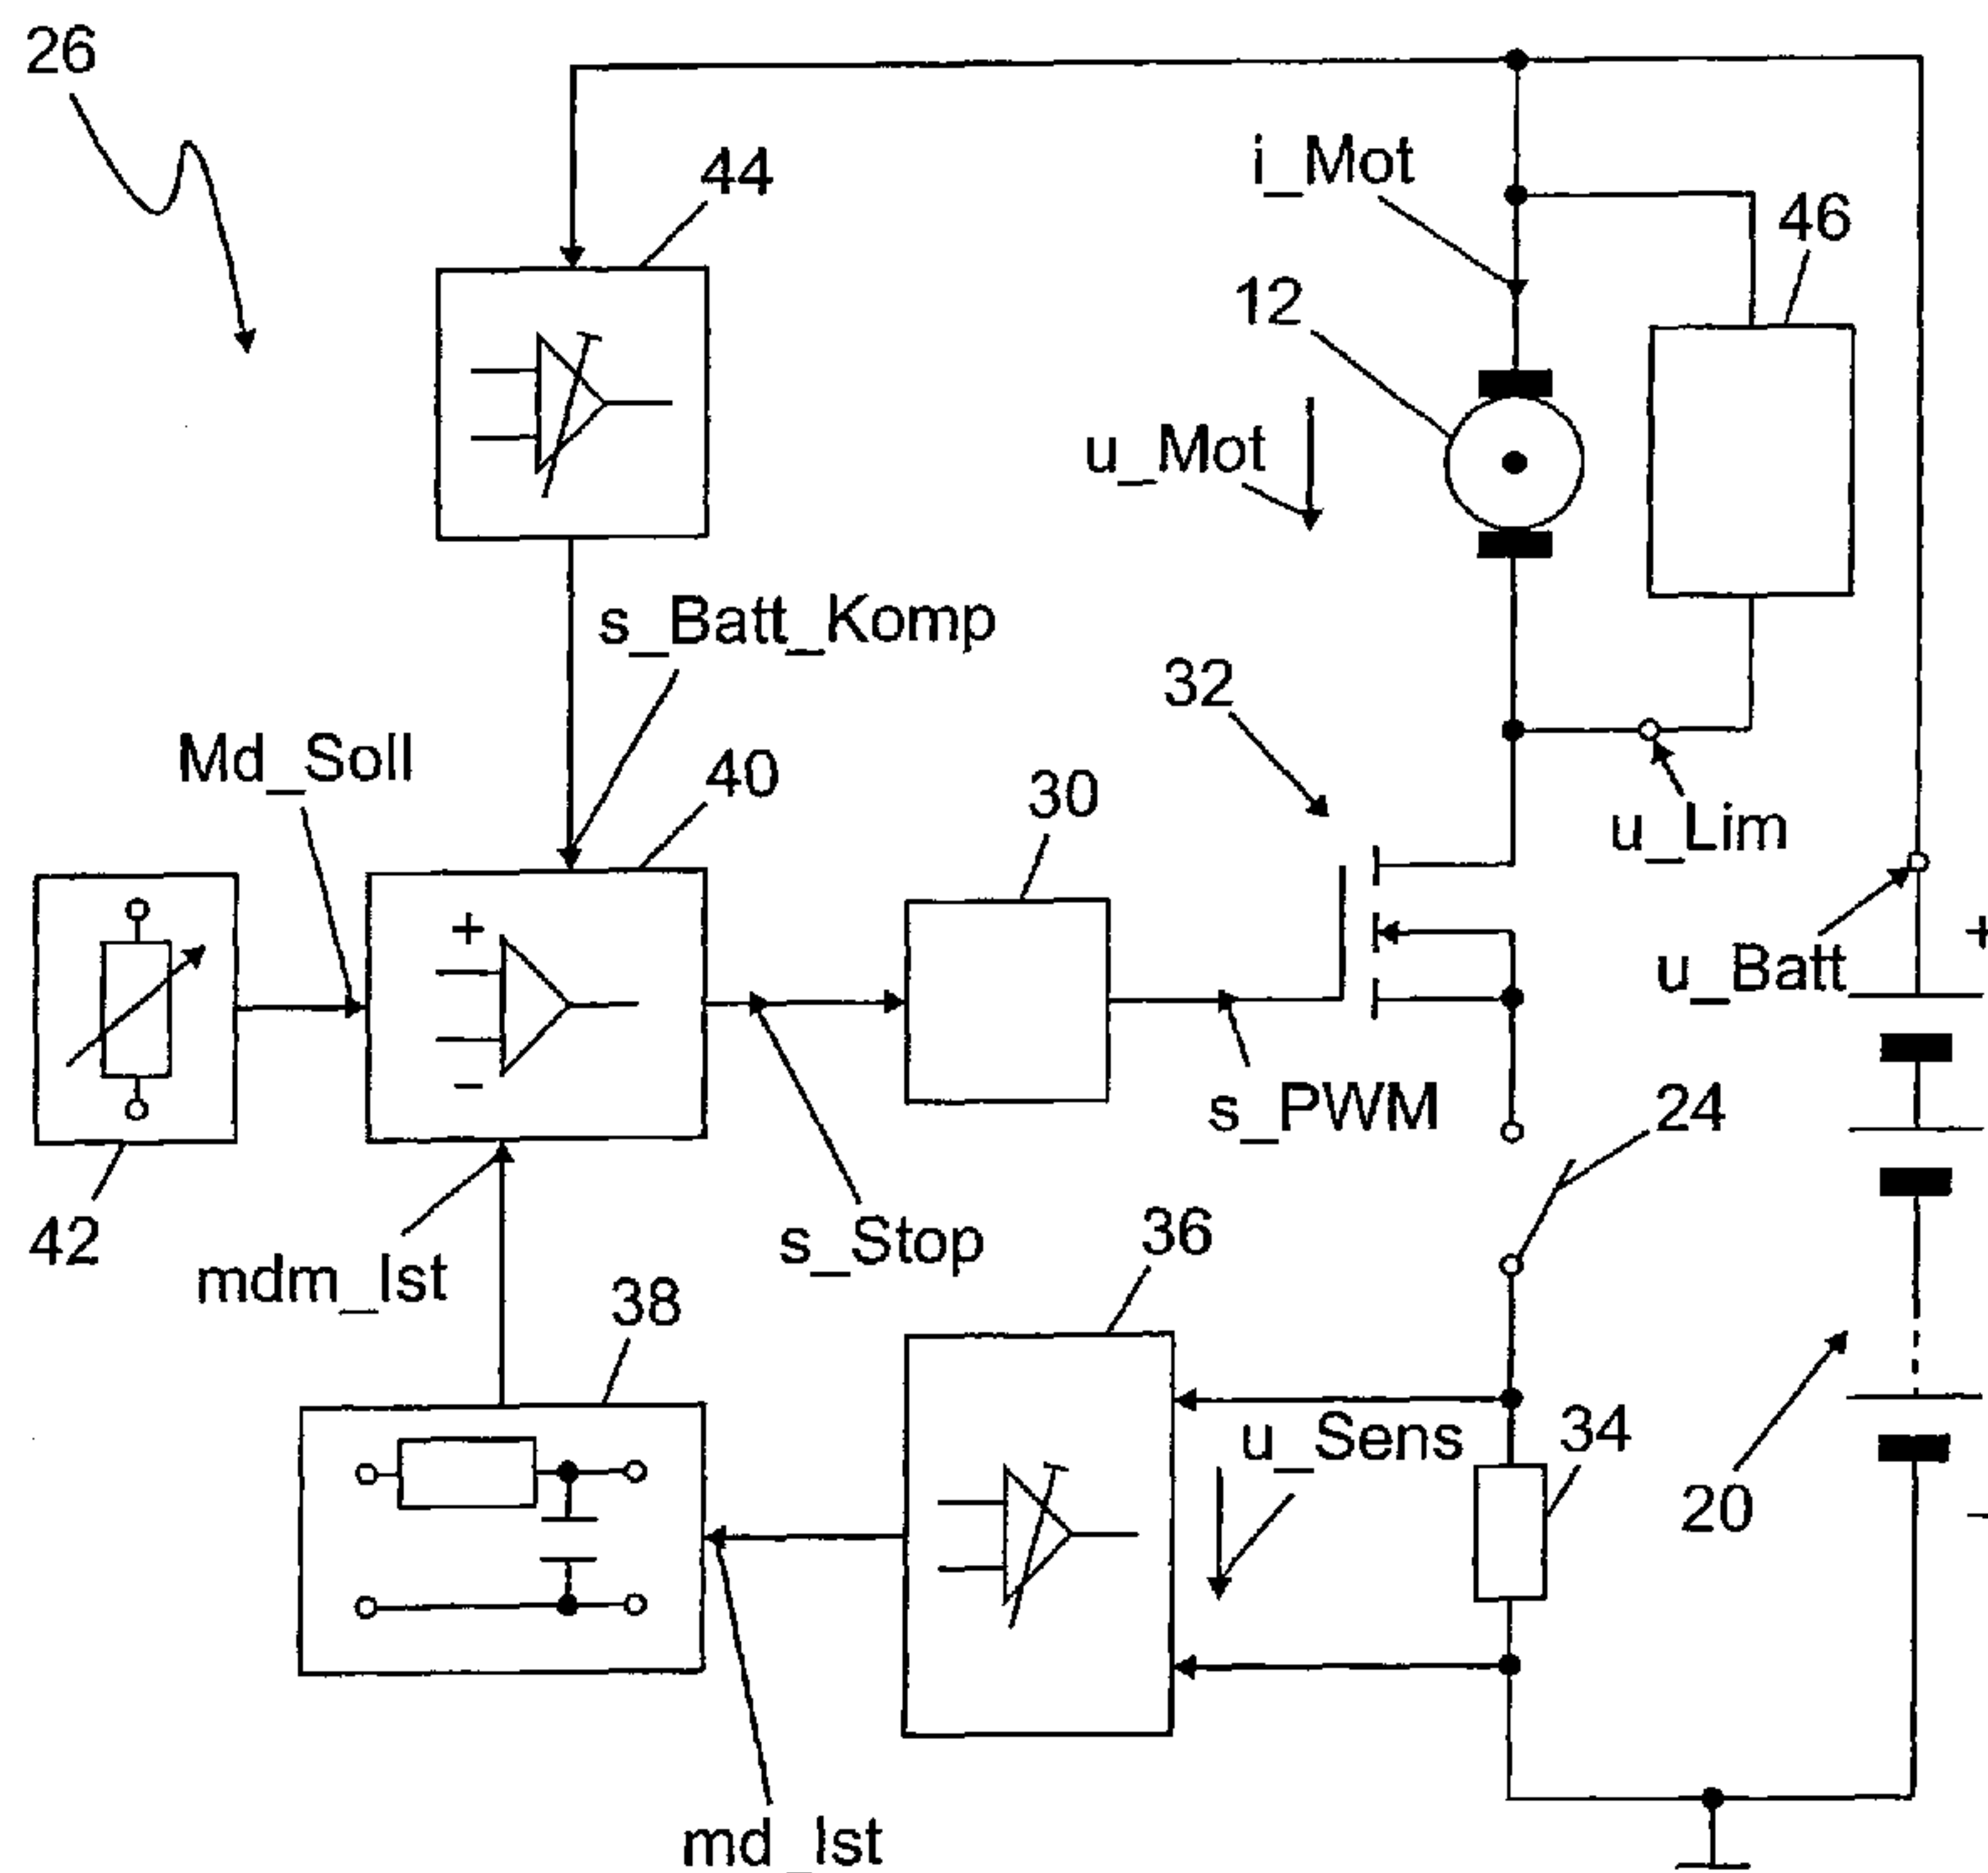 26
44
i_Mot
46
12
u_Mot
s_Batt_Komp
32
Md_Soll
40
30
u_Lim
+
+
u_Batt
−
s_PWM
24
42
mdm_Ist
s_Stop
36
38
u_Sens
34
20
−
md_Ist